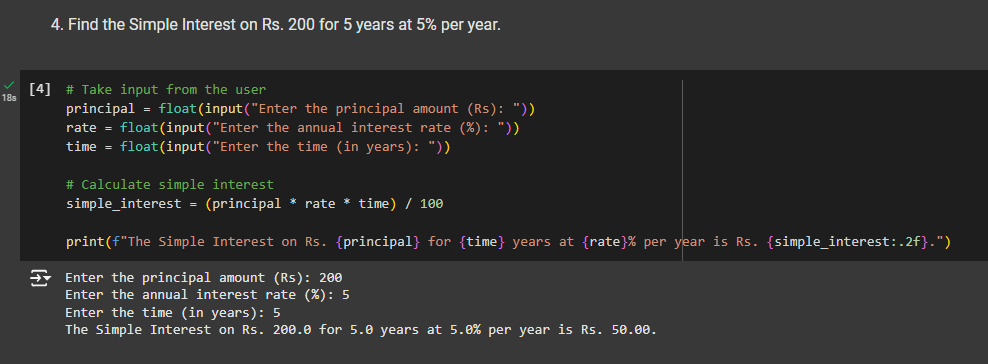 4. Find the Simple Interest on Rs. 200 for 5 years at 5% per year.
18s
[4]
# Take input from the user
principal = float(input("Enter the principal amount (Rs): "))
rate = float(input("Enter the annual interest rate (%): "))
time = float(input("Enter the time (in years): "))
# Calculate simple interest
simple_interest = (principal * rate * time) / 100
print(f"The Simple Interest on Rs. {principal} for {time} years at {rate}% per year is Rs. {simple_interest:.2f}.")
Enter the principal amount (Rs): 200
Enter the annual interest rate (%): 5
Enter the time (in years): 5
The Simple Interest on Rs. 200.0 for 5.0 years at 5.0% per year is Rs. 50.00.